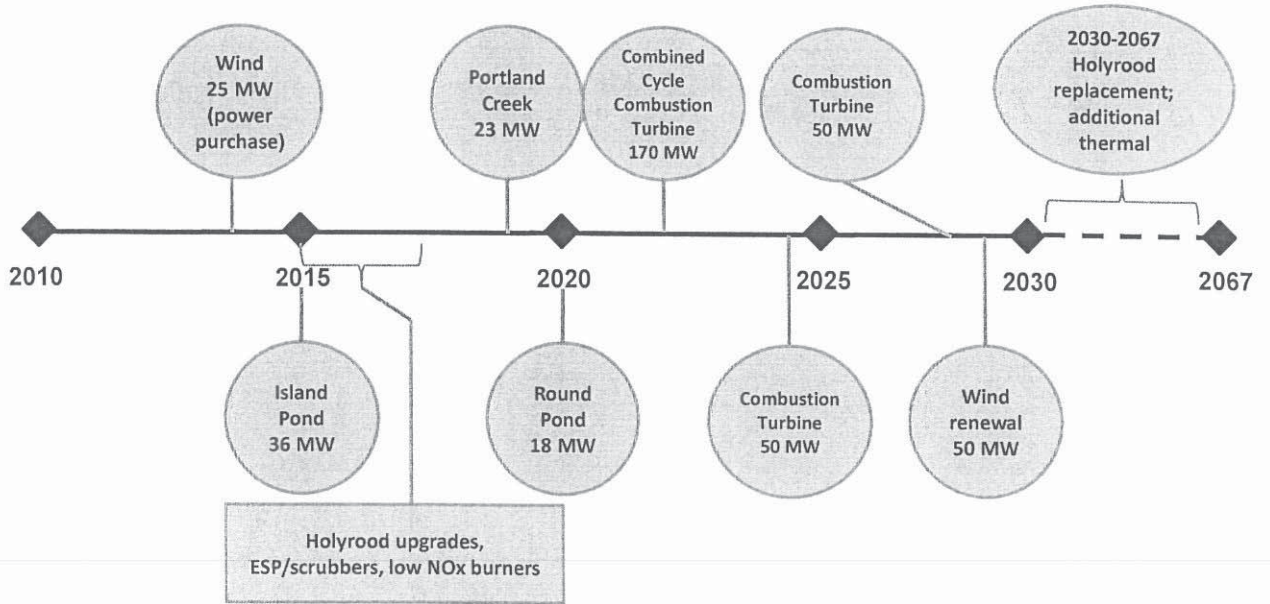 Wind
25 MW
(power
purchase)
Portland
Creek
23 MW
Combined
Cycle
Combustion
Turbine
170 MW
Combustion
Turbine
50 MW
2030-2067
Holyrood
replacement;
additional
thermal
2010
2015
2020
2025
2030
2067
Island
Pond
36 MW
Round
Pond
18 MW
Combustion
Turbine
50 MW
Wind
renewal
50 MW
Holyrood upgrades,
ESP/scrubbers, low NOx burners